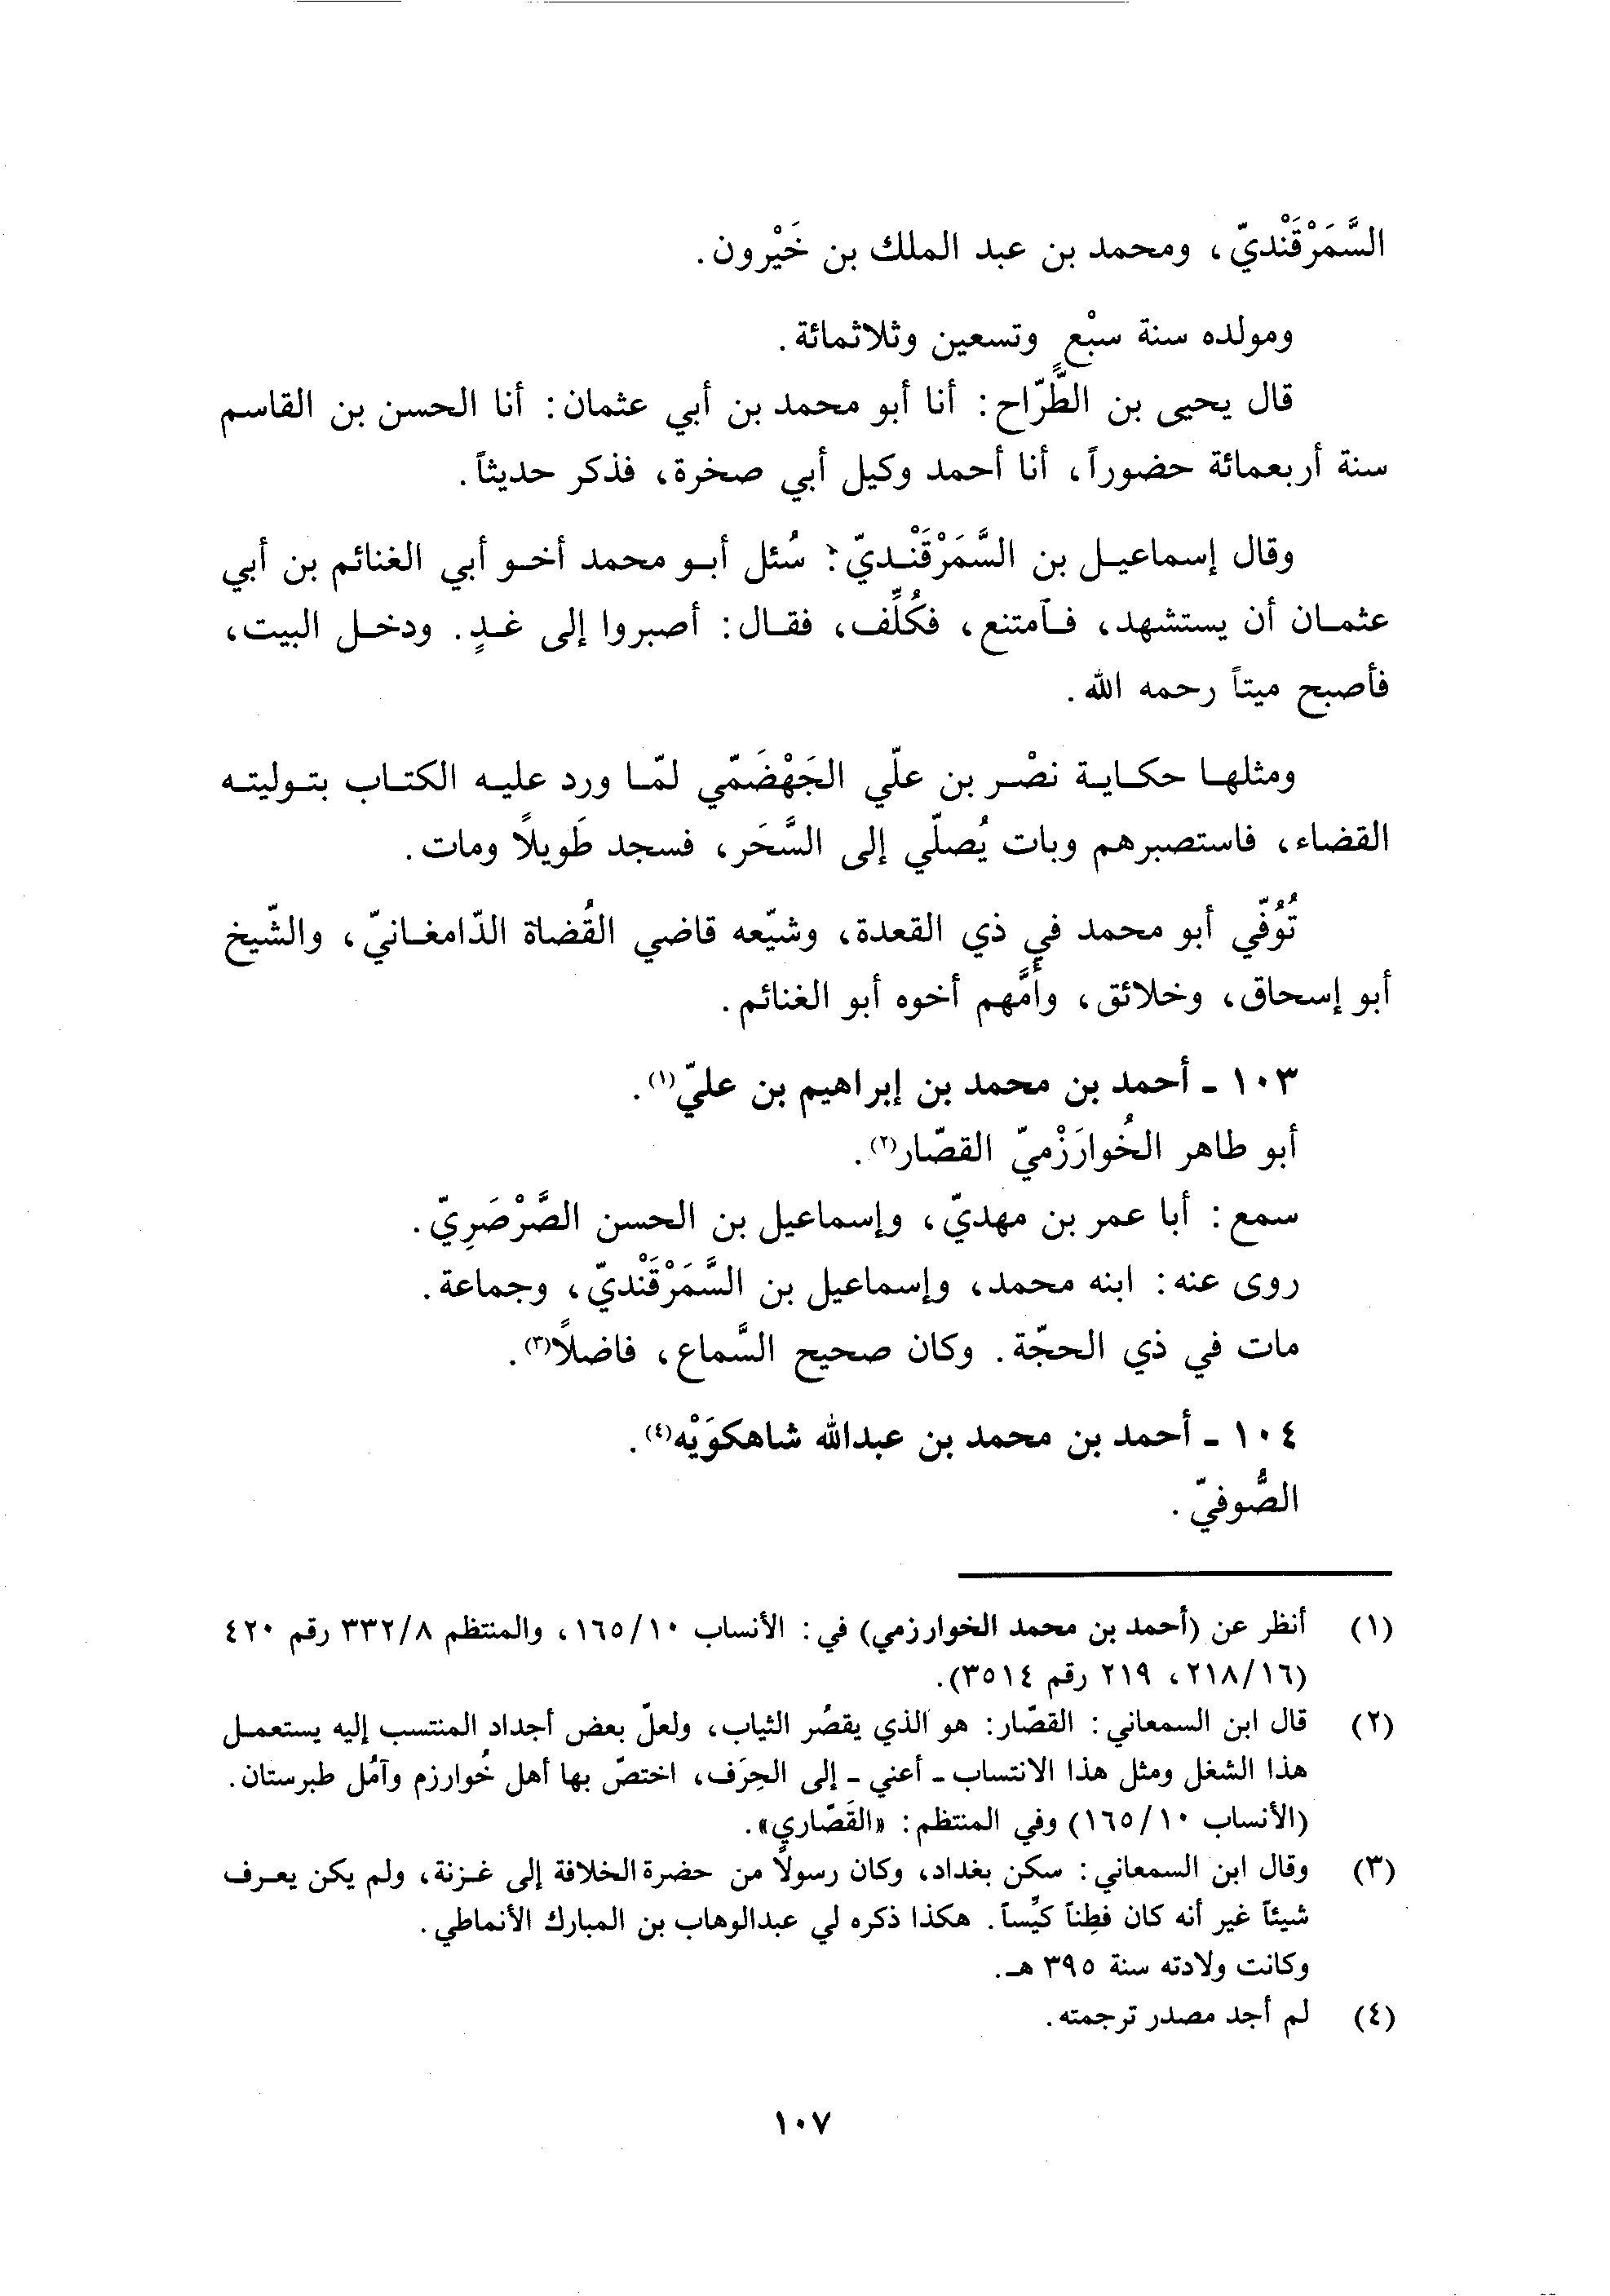 السَّمَرْقَنْديّ، ومحمد بن عبد الملك بن خَيْرون.
ومولده سنة سبْعٍ وتسعين وثلاثمائة.
قال يحيى بن الطَّرّاح: أنا أبو محمد بن أبي عثمان: أنا الحسن بن القاسم
سنة أربعمائة حضوراً، أنا أحمد وكيل أبي صخرة، فذكر حديثاً.
وقال إسماعيل بن السَّمَرْقَنْديّ: سُئل أبو محمد أخو أبي الغنائم بن أبي
عثمان أن يستشهد، فٱمتنع، فكُلِّف، فقال: أصبروا إلى غدٍ. ودخل البيت،
فأصبح ميتاً رحمه الله.
ومثلها حكاية نصْر بن علّي الجَهْضَمّي لمّا ورد عليه الكتاب بتوليته
القضاء، فاستصبرهم وبات يُصلّي إلى السَّحَر، فسجد طَويلاً ومات.
تُوُفّي أبو محمد في ذي القعدة، وشيّعه قاضي القُضاة الدّامغانيّ، والشّيخ
أبو إسحاق، وخلائق، وأَمَّهم أخوه أبو الغنائم.
١٠٣ ـ أحمد بن محمد بن إبراهيم بن عليّ(١).
أبو طاهر الخُوارَزْميّ القصّار(٢).
سمع: أبا عمر بن مهديّ، وإسماعيل بن الحسن الصَّرْصَرِيّ.
روى عنه: ابنه محمد، وإسماعيل بن السَّمَرْقَنْديّ، وجماعة.
مات في ذي الحجّة. وكان صحيح السَّماع، فاضلاً(٣).
١٠٤ ـ أحمد بن محمد بن عبدالله شاهكوَيْه(٤).
الصُّوفيّ.
(١) أنظر عن (أحمد بن محمد الخوارزمي) في: الأنساب ١٦٥/١٠، والمنتظم ٣٣٢/٨ رقم ٤٢٠
(٢١٨/١٦، ٢١٩ رقم ٣٥١٤).
(٢) قال ابن السمعاني: القصّار: هو الذي يقصُر الثياب، ولعلّ بعض أجداد المنتسب إليه يستعمل
هذا الشغل ومثل هذا الانتساب ـ أعني ـ إلى الحِرَف، اختصّ بها أهل خُوارزم وآمُل طبرستان.
(الأنساب ١٦٥/١٠) وفي المنتظم: «القَصّاري».
(٣) وقال ابن السمعاني: سكن بغداد، وكان رسولاً من حضرة الخلافة إلى غزنة، ولم يكن يعرف
شيئاً غير أنه كان فطِناً كيِّساً. هكذا ذكره لي عبدالوهاب بن المبارك الأنماطي.
وكانت ولادته سنة ٣٩٥ هـ.
(٤) لم أجد مصدر ترجمته.
١٠٧